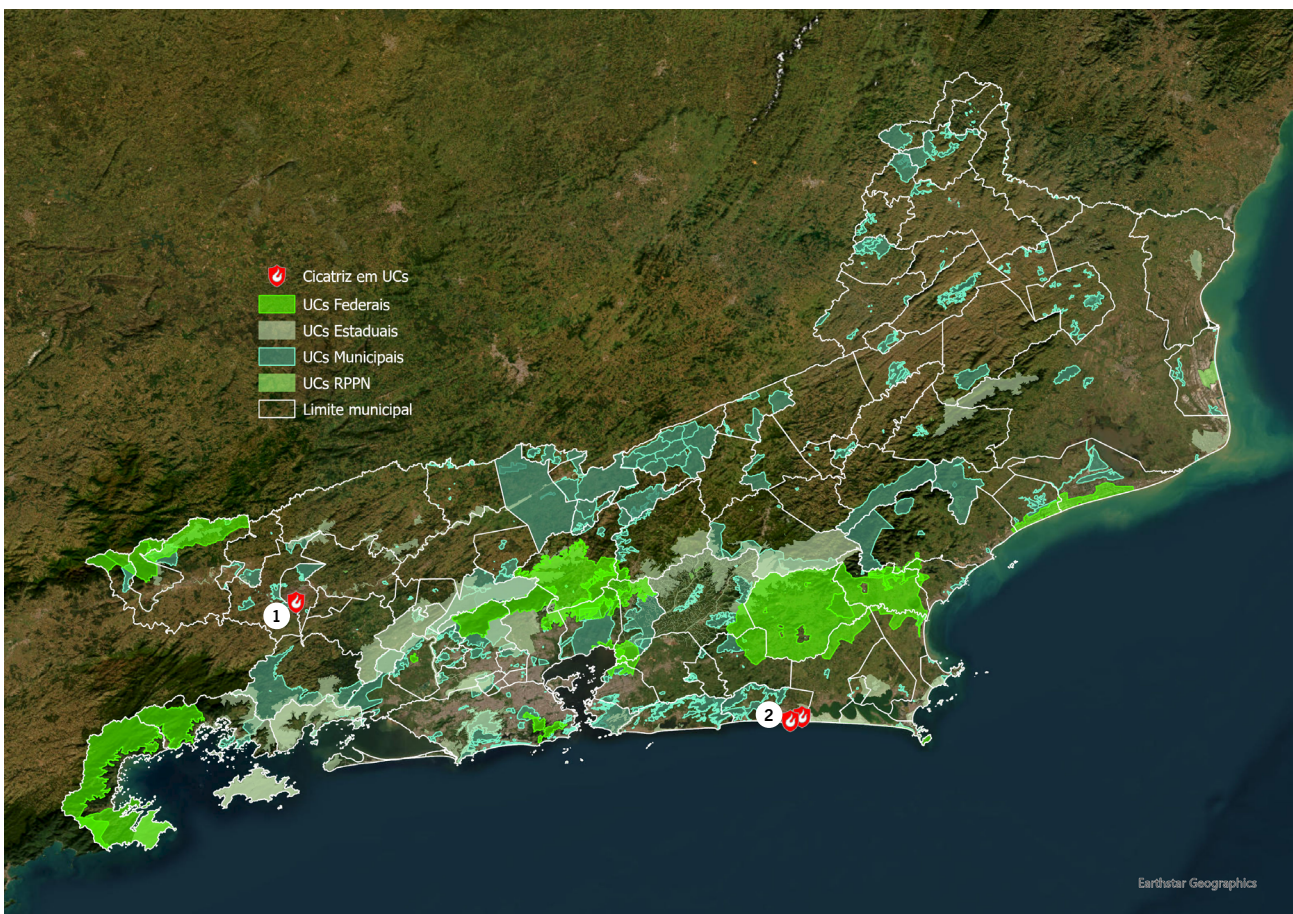 Cicatriz em UCs
UCs Federais
UCs Estaduais
UCs Municipais
UCs RPPN
Limite municipal
1
2
Earthstar Geographics